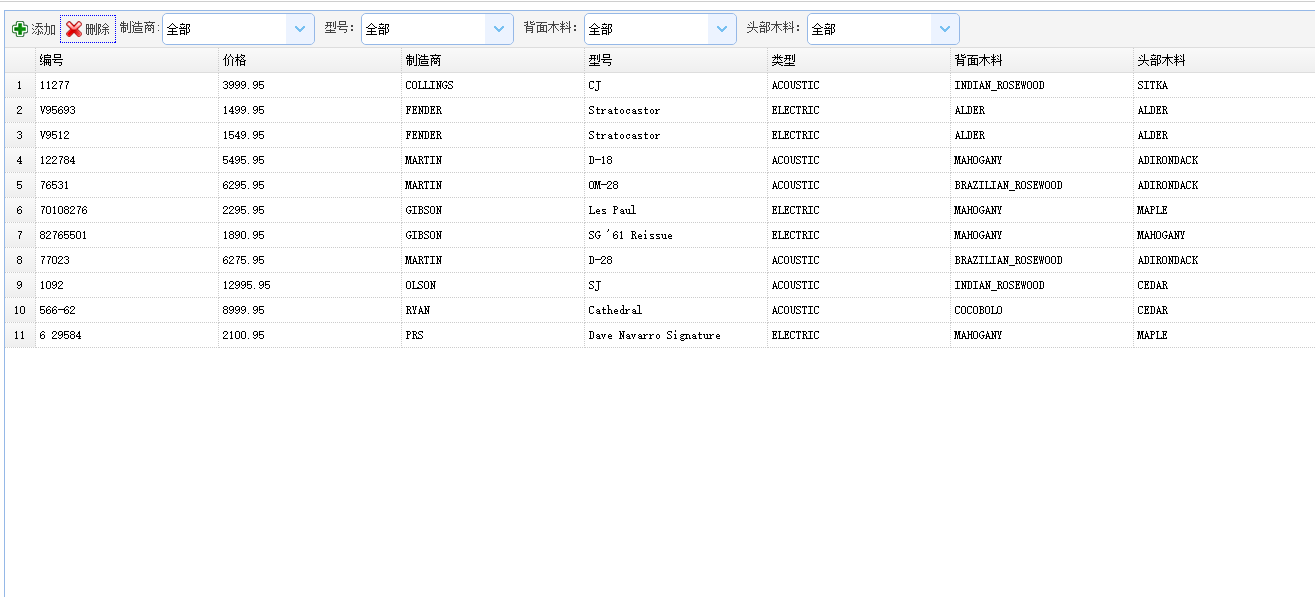 添加 删除 制造商: 全部 型号: 全部 背面木料: 全部 头部木料: 全部
编号 价格 制造商 型号 类型 背面木料 头部木料
1 11277 3999.95 COLLINGS CJ ACOUSTIC INDIAN_ROSEWOOD SITKA
2 V95693 1499.95 FENDER Stratocastor ELECTRIC ALDER ALDER
3 V9512 1549.95 FENDER Stratocastor ELECTRIC ALDER ALDER
4 122784 5495.95 MARTIN D-18 ACOUSTIC MAHOGANY ADIRONDACK
5 76531 6295.95 MARTIN OM-28 ACOUSTIC BRAZILIAN_ROSEWOOD ADIRONDACK
6 70108276 2295.95 GIBSON Les Paul ELECTRIC MAHOGANY MAPLE
7 82765501 1890.95 GIBSON SG '61 Reissue ELECTRIC MAHOGANY MAHOGANY
8 77023 6275.95 MARTIN D-28 ACOUSTIC BRAZILIAN_ROSEWOOD ADIRONDACK
9 1092 12995.95 OLSON SJ ACOUSTIC INDIAN_ROSEWOOD CEDAR
10 566-62 8999.95 RYAN Cathedral ACOUSTIC COCOBOLO CEDAR
11 6 29584 2100.95 PRS Dave Navarro Signature ELECTRIC MAHOGANY MAPLE